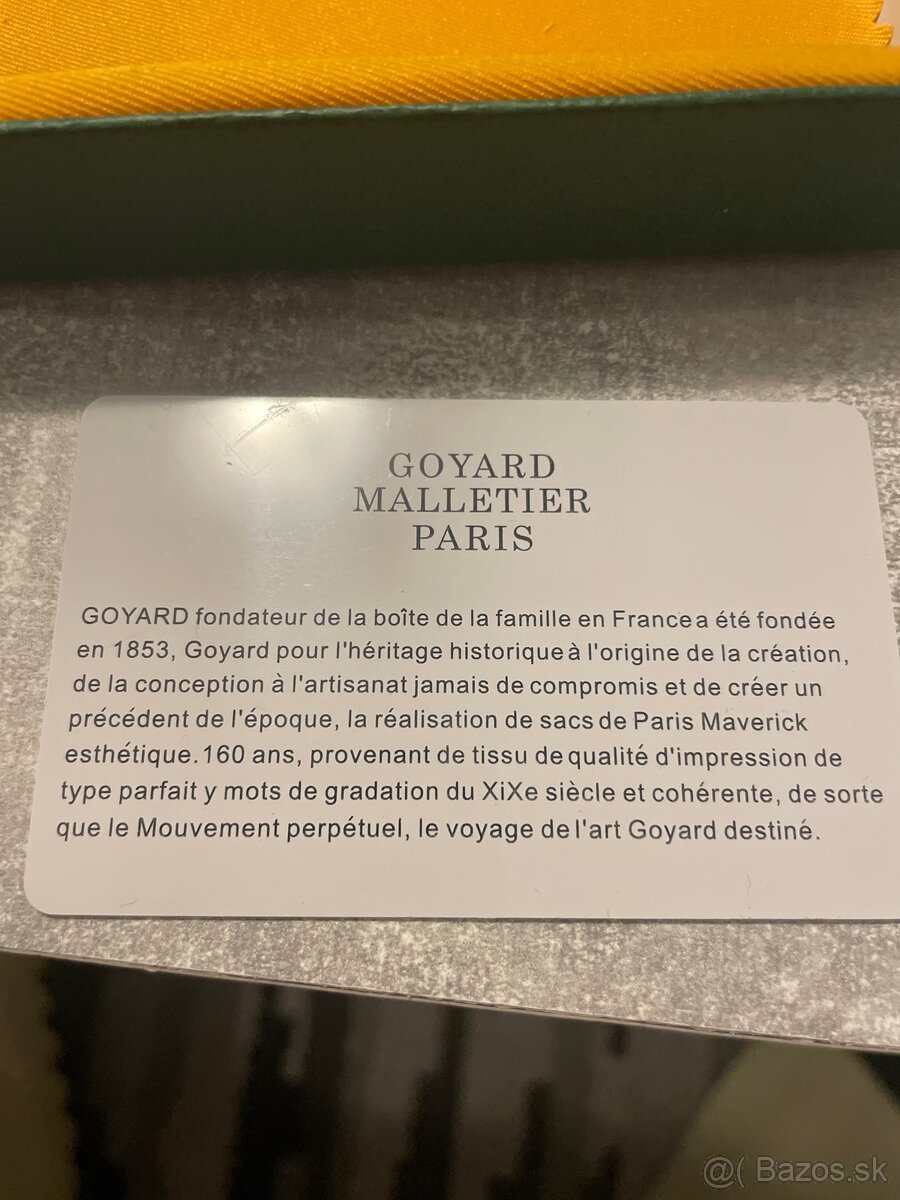 GOYARD
MALLETIER
PARIS
GOYARD fondateur de la boîte de la famille en France a été fondée
en 1853, Goyard pour l'héritage historique à l'origine de la création,
de la conception à l'artisanat jamais de compromis et de créer un
précédent de l'époque, la réalisation de sacs de Paris Maverick
esthétique.160 ans, provenant de tissu de qualité d'impression de
type parfait y mots de gradation du XiXe siècle et cohérente, de sorte
que le Mouvement perpétuel, le voyage de l'art Goyard destiné.
@( Bazos.sk